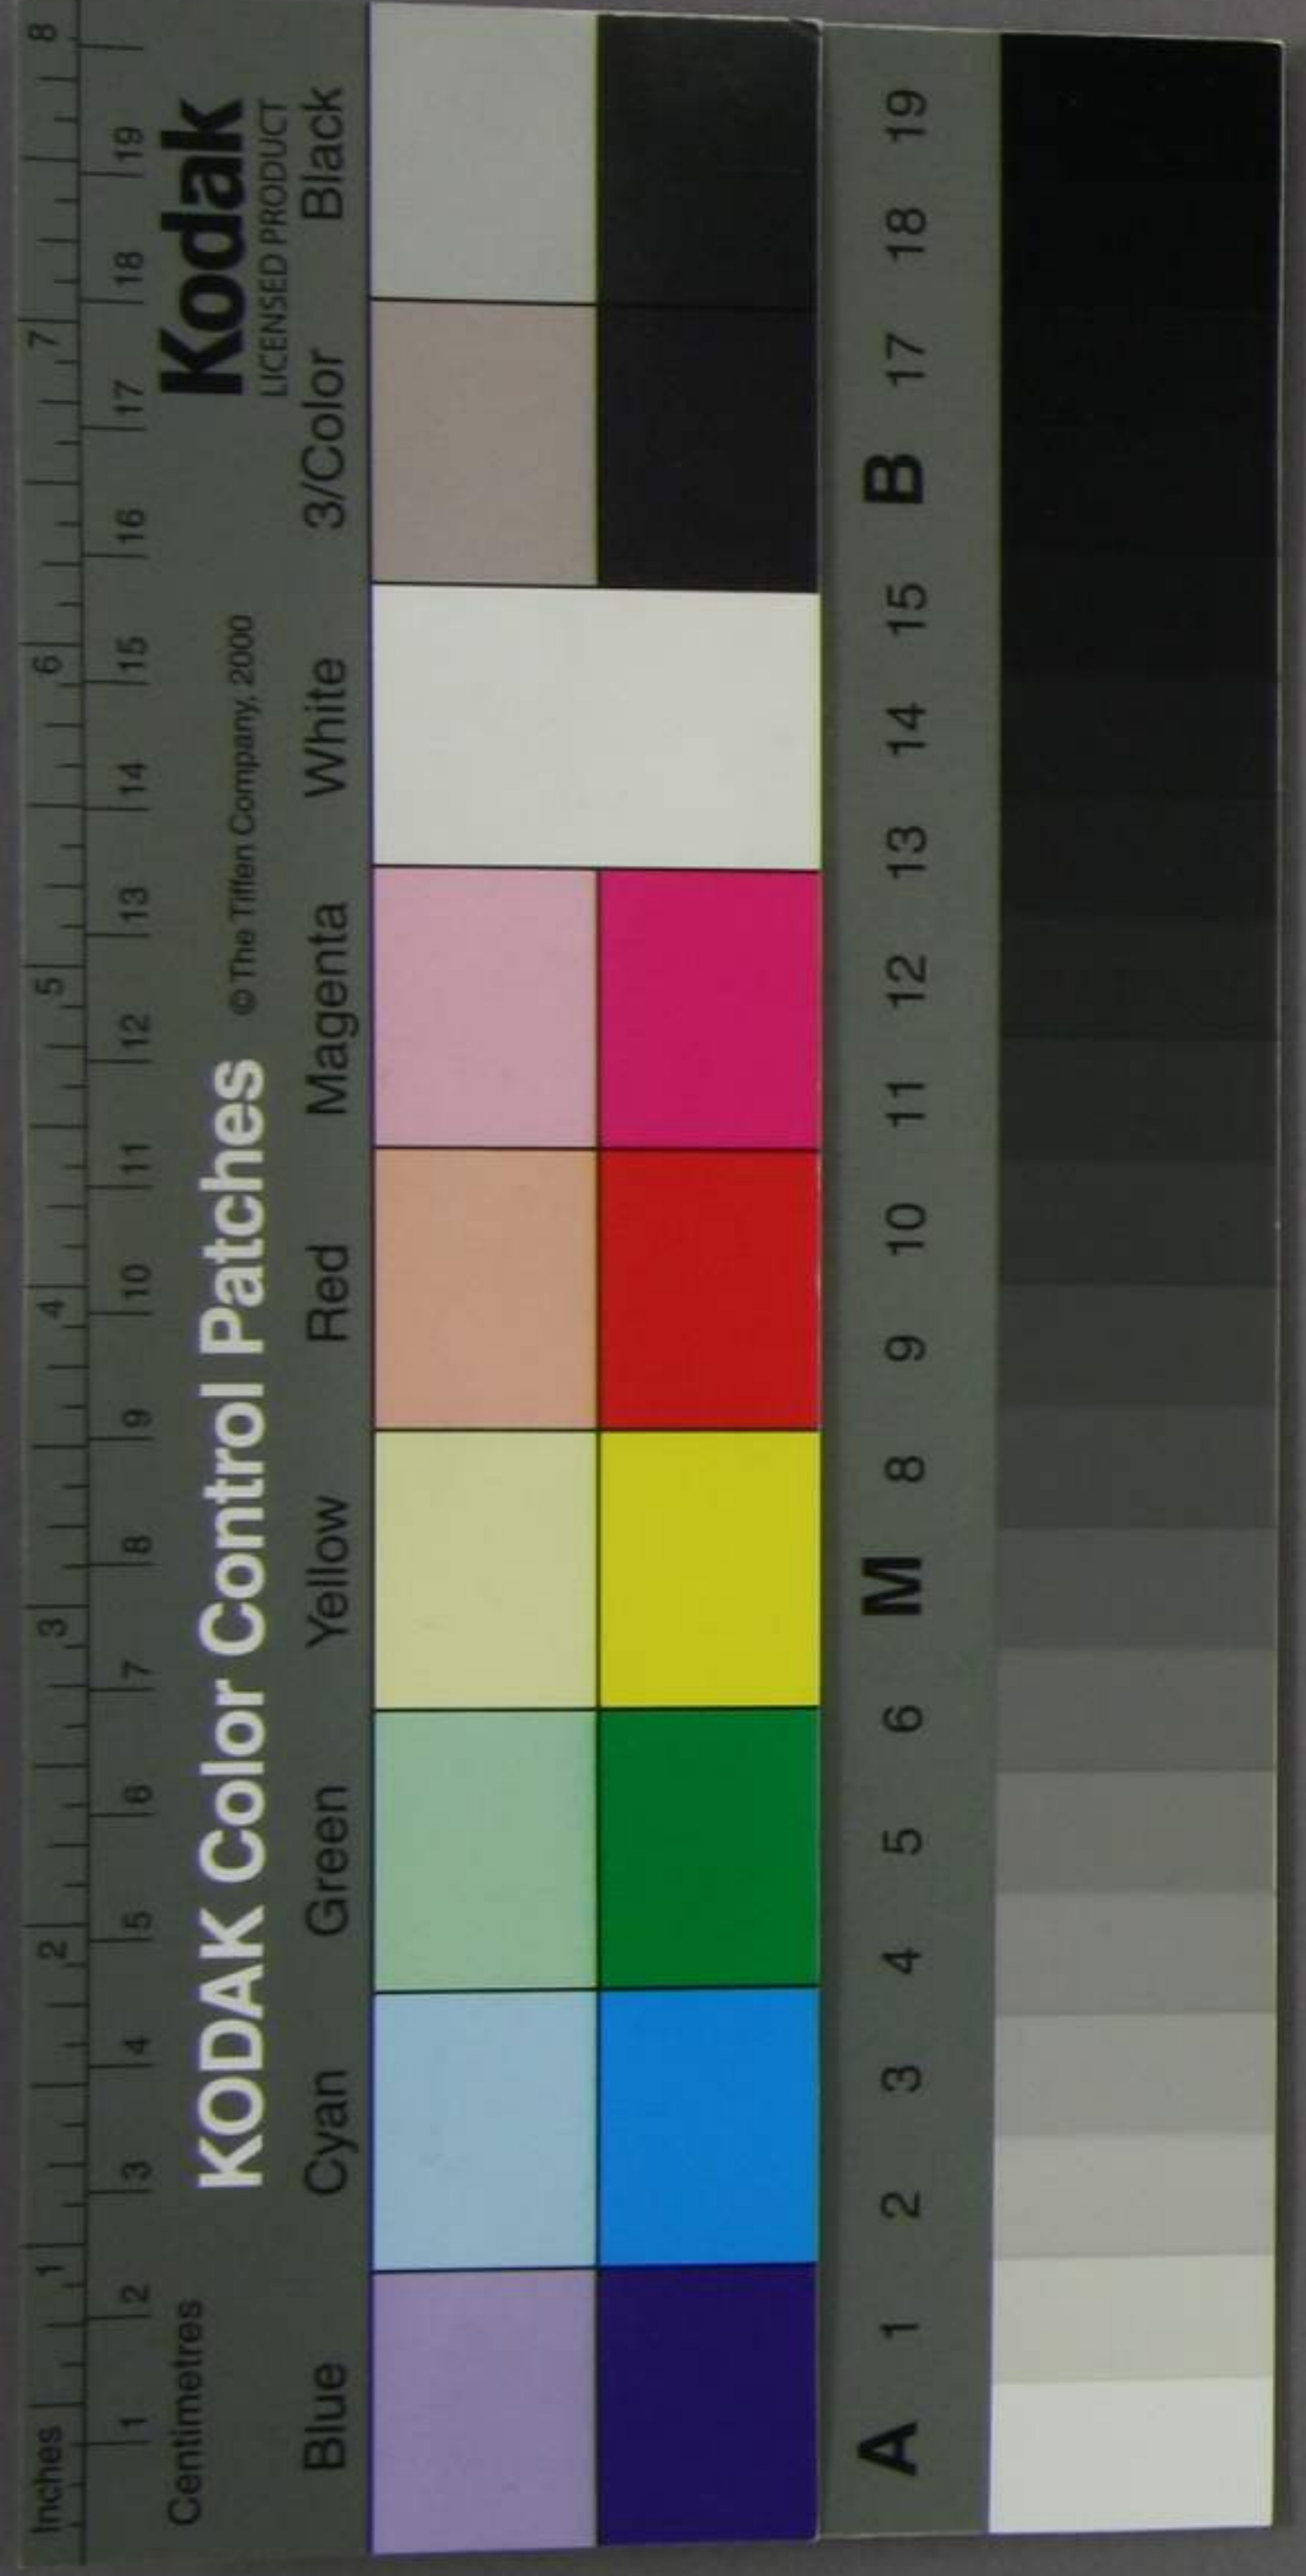 Inches 1 2 3 4 5 6 7 8
1 2 3 4 5 6 7 8 9 10 11 12 13 14 15 16 17 18 19
Centimetres
KODAK Color Control Patches © The Tiffen Company, 2000 Kodak
LICENSED PRODUCT
Blue Cyan Green Yellow Red Magenta White 3/Color Black
A 1 2 3 4 5 6 M 8 9 10 11 12 13 14 15 B 17 18 19